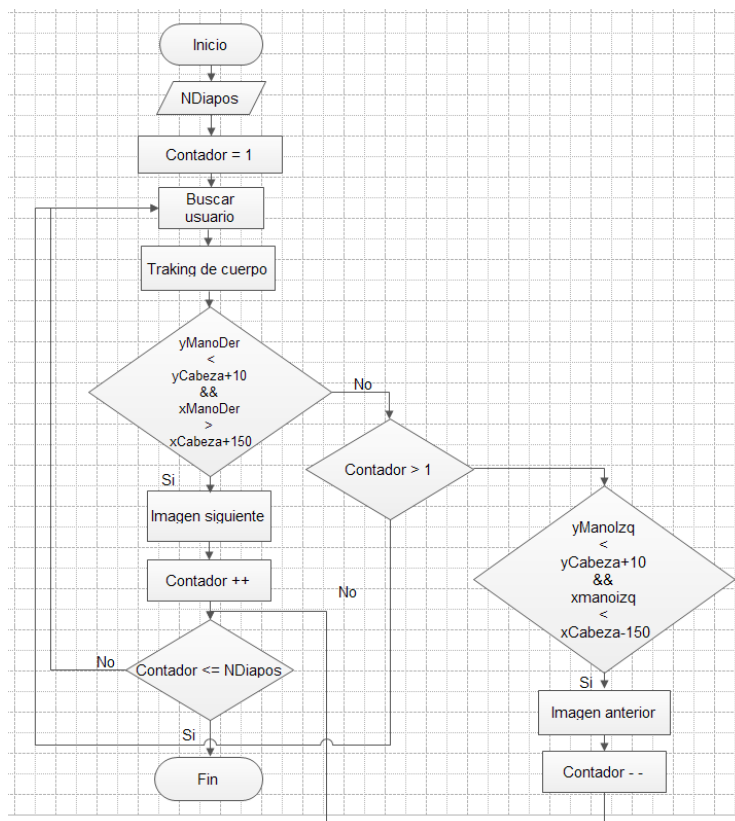 Inicio
NDiapos
Contador = 1
Buscar
usuario
Traking de cuerpo
yManoDer
<
yCabeza+10
&&
xManoDer
>
xCabeza+150
No
Si
Contador > 1
Imagen siguiente
yManoIzq
<
yCabeza+10
&&
xmanoizq
<
xCabeza-150
Contador ++
No
No
Contador <= NDiapos
Si
Imagen anterior
Si
Contador - -
Fin